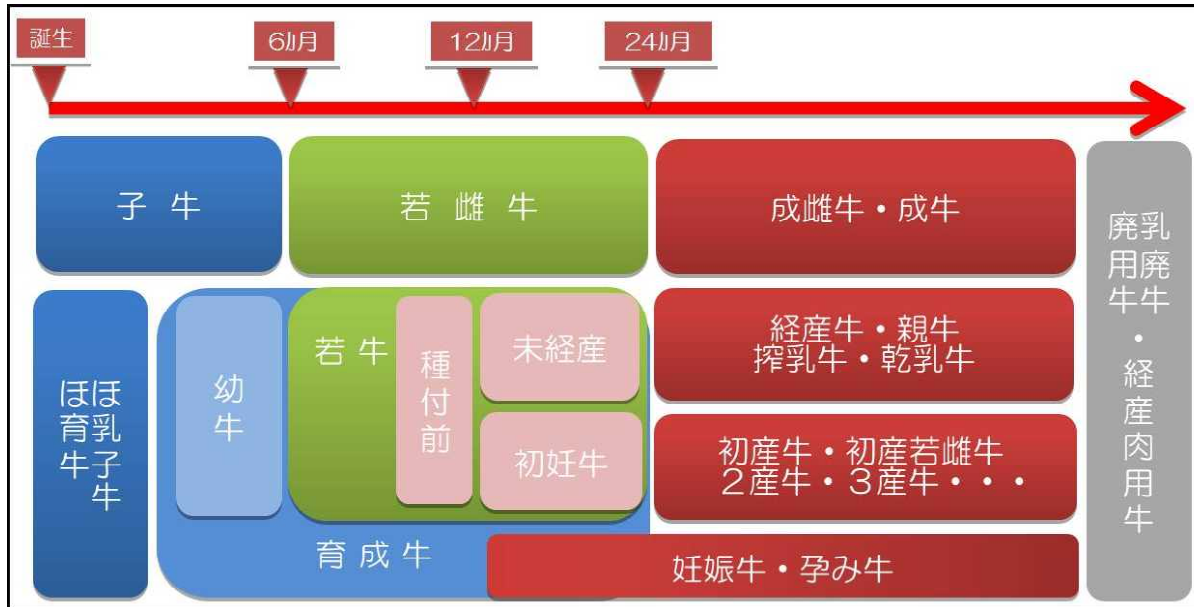 誕生
6ヵ月
12ヵ月
24ヵ月
子牛
若雌牛
成雌牛・成牛
乳廃牛
廃用牛・経産肉用牛
ほ乳子牛
ほ育牛
幼牛
若牛
種付前
未経産
初妊牛
育成牛
経産牛・親牛
搾乳牛・乾乳牛
初産牛・初産若雌牛
2産牛・3産牛・・・
妊娠牛・孕み牛